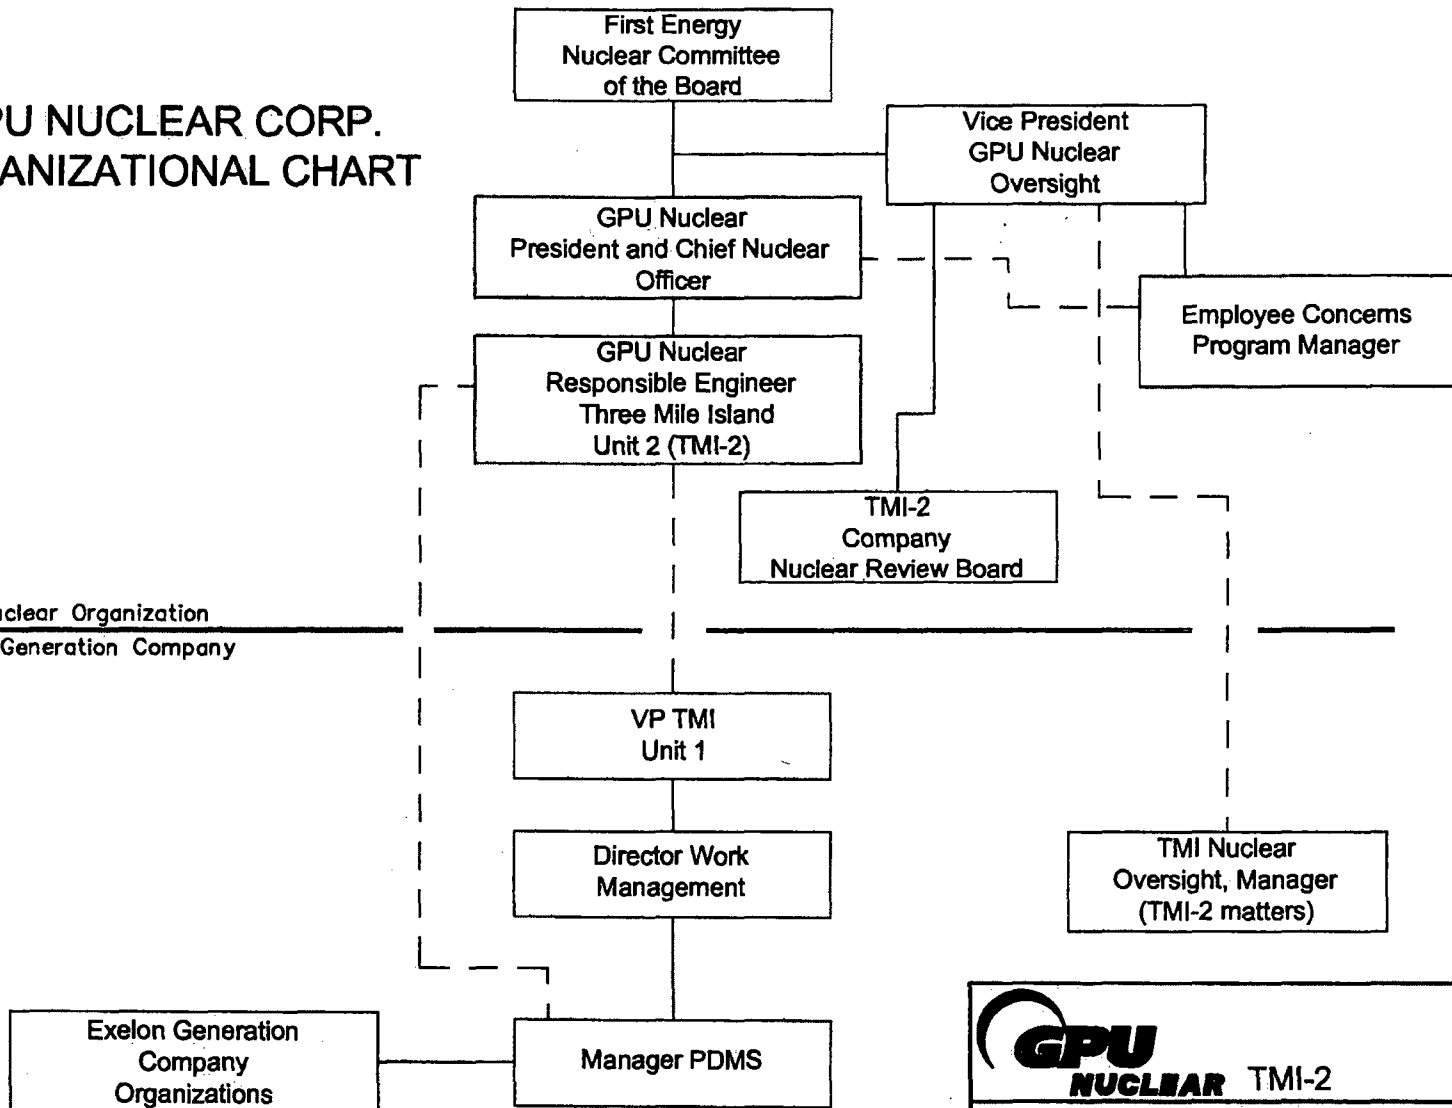 First Energy
Nuclear Committee
of the Board
PU NUCLEAR CORP.
ANIZATIONAL CHART
Vice President
GPU Nuclear
Oversight
GPU Nuclear
President and Chief Nuclear
Officer
Employee Concerns
Program Manager
GPU Nuclear
Responsible Engineer
Three Mile Island
Unit 2 (TMI-2)
TMI-2
Company
Nuclear Review Board
clear Organization
Generation Company
VP TMI
Unit 1
Director Work
Management
TMI Nuclear
Oversight, Manager
(TMI-2 matters)
Exelon Generation
Company
Organizations
Manager PDMS
GPU
NUCLEAR TMI-2